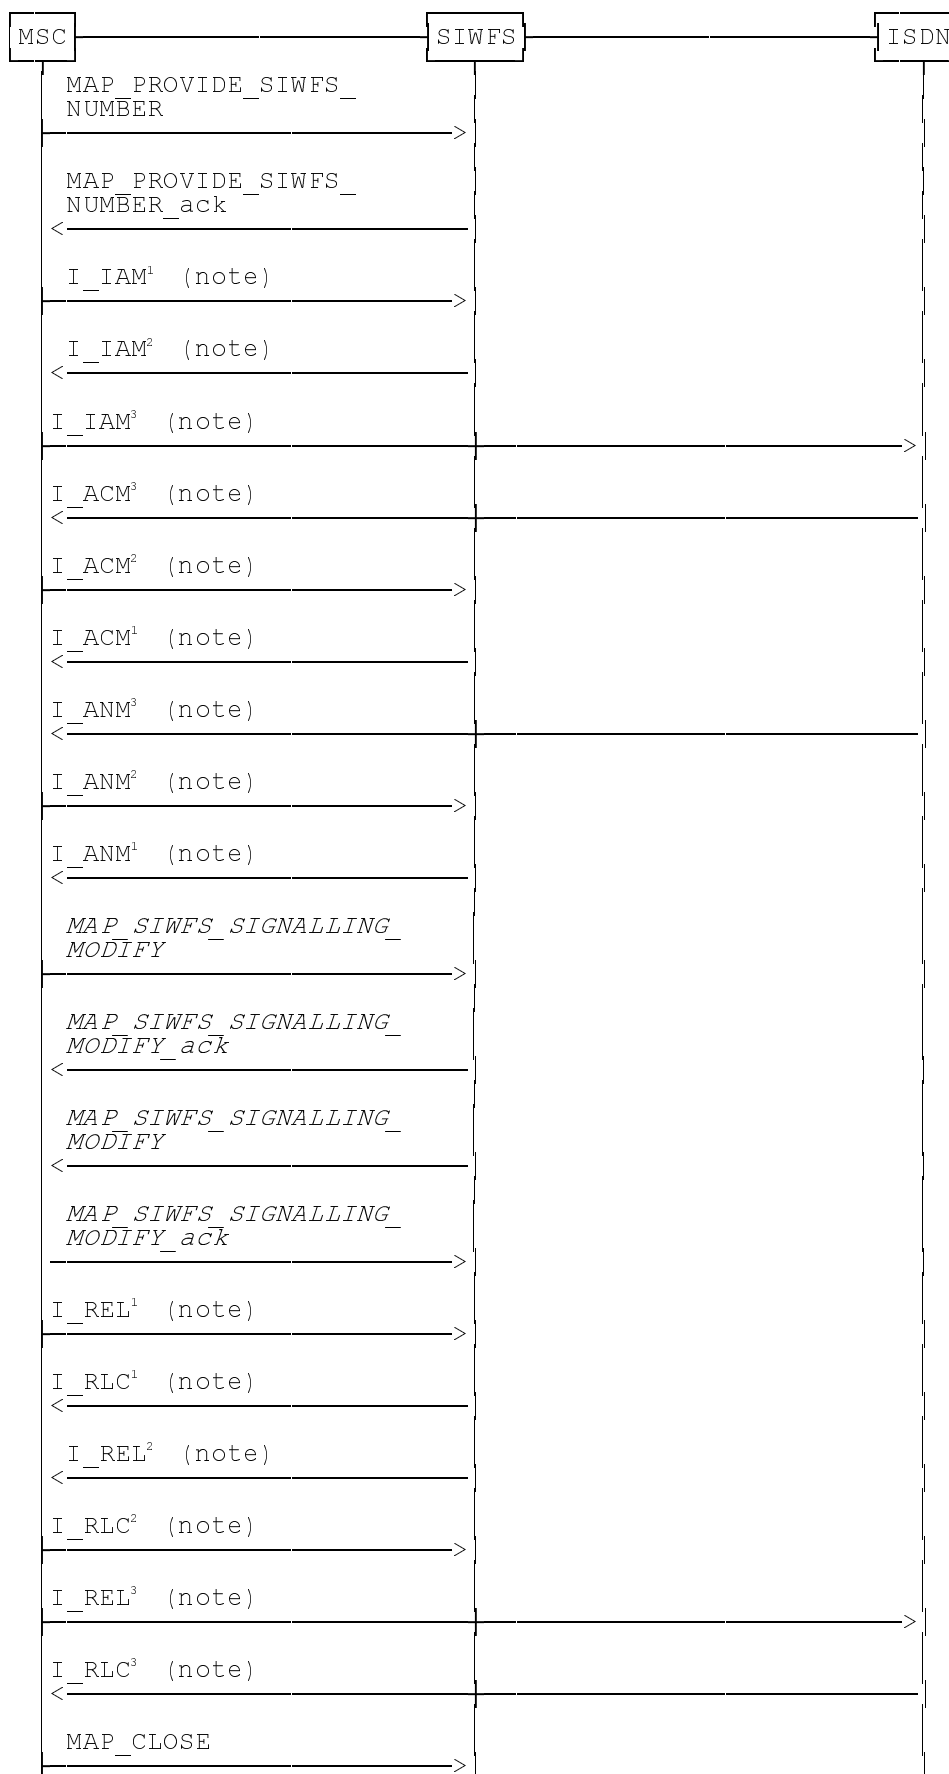 MSC SIWFS ISDN
MAP_PROVIDE_SIWFS_
NUMBER
MAP_PROVIDE_SIWFS_
NUMBER_ack
I_IAM¹ (note)
I_IAM² (note)
I_IAM³ (note)
I_ACM³ (note)
I_ACM² (note)
I_ACM¹ (note)
I_ANM³ (note)
I_ANM² (note)
I_ANM¹ (note)
MAP_SIWFS_SIGNALLING_
MODIFY
MAP_SIWFS_SIGNALLING_
MODIFY_ack
MAP_SIWFS_SIGNALLING_
MODIFY
MAP_SIWFS_SIGNALLING_
MODIFY_ack
I_REL¹ (note)
I_RLC¹ (note)
I_REL² (note)
I_RLC² (note)
I_REL³ (note)
I_RLC³ (note)
MAP_CLOSE